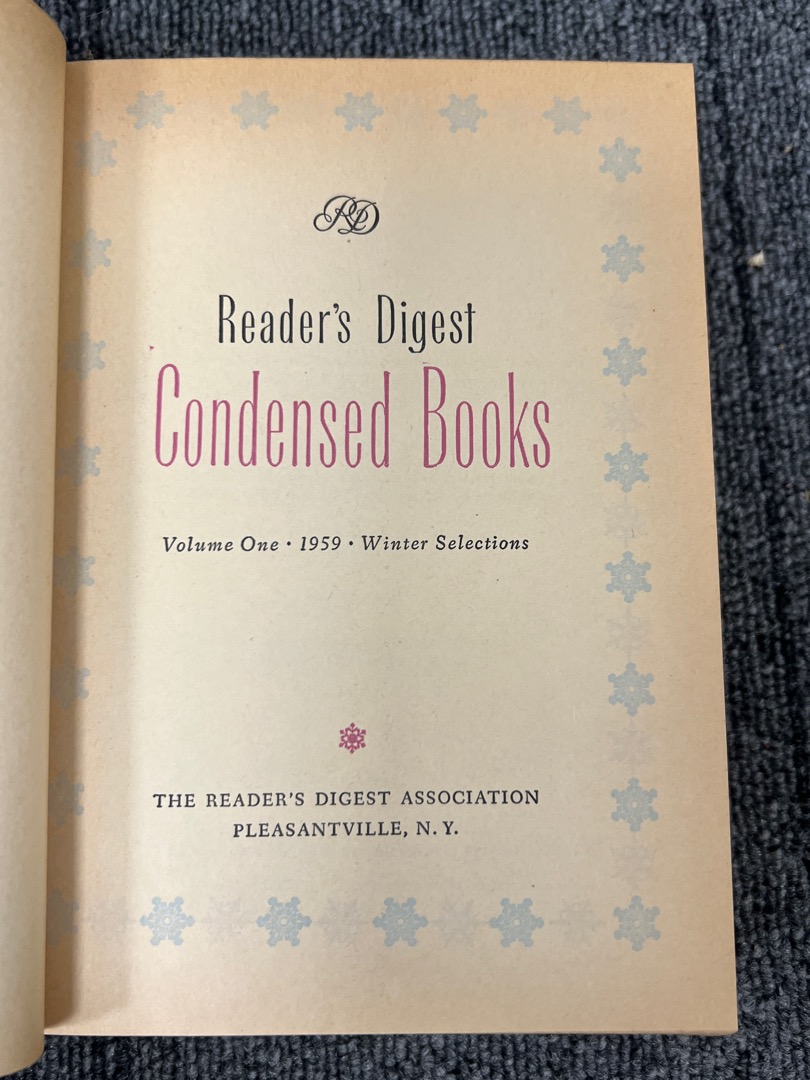 RD
Reader's Digest
Condensed Books
Volume One · 1959 · Winter Selections
THE READER'S DIGEST ASSOCIATION
PLEASANTVILLE, N. Y.